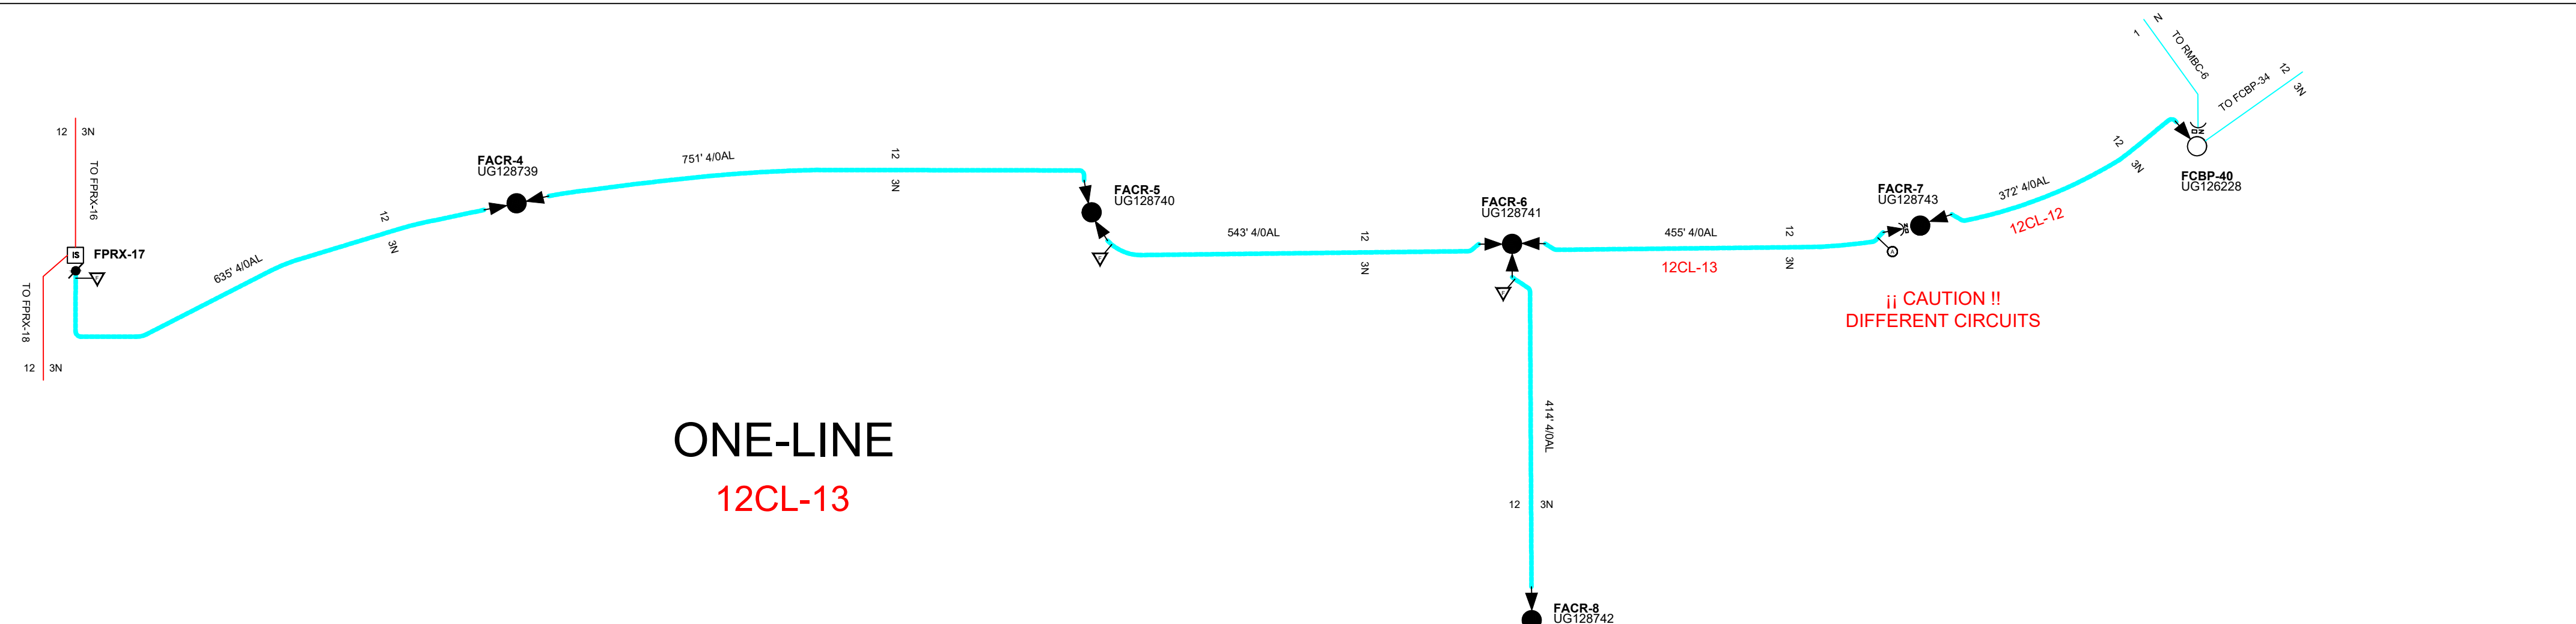 12 3N
TO FPRX-16
IS
FPRX-17
TO FPRX-18
12 3N
635' 4/0AL
12
3N
FACR-4
UG128739
751' 4/0AL
12
3N
FACR-5
UG128740
543' 4/0AL
12
3N
FACR-6
UG128741
455' 4/0AL
12CL-13
12
3N
FACR-7
UG128743
372' 4/0AL
12CL-12
12
3N
1
N
TO RMBC-6
TO FCBP-34
12
3N
FCBP-40
UG126228
¡¡ CAUTION !!
DIFFERENT CIRCUITS
ONE-LINE
12CL-13
414' 4/0AL
12 3N
FACR-8
UG128742